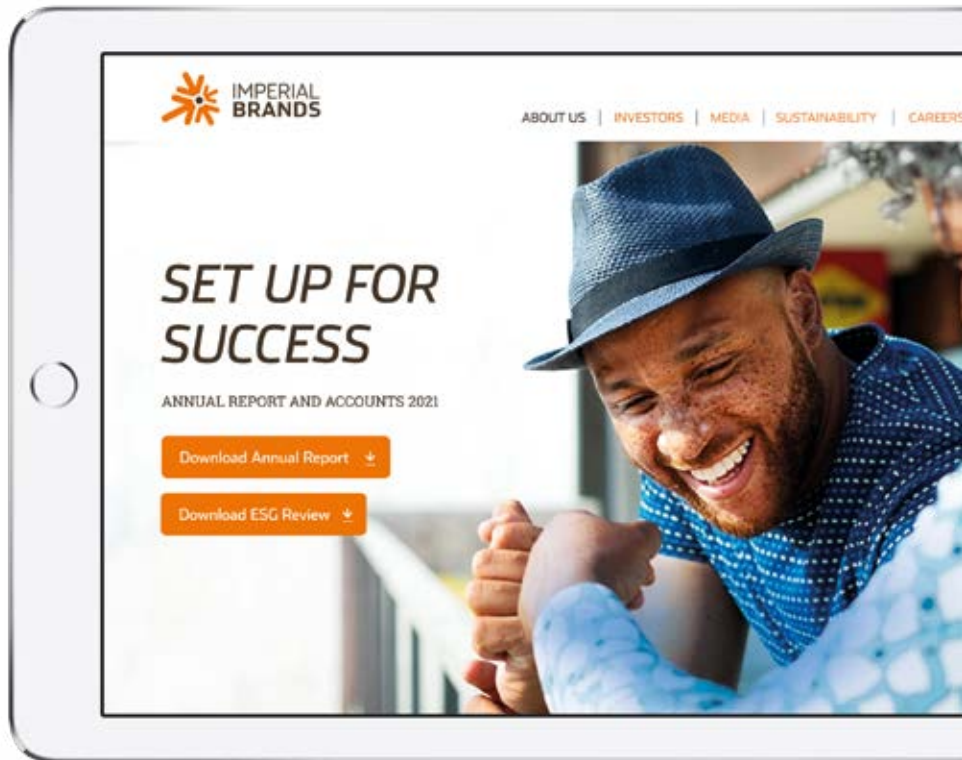 IMPERIAL
BRANDS
ABOUT US | INVESTORS | MEDIA | SUSTAINABILITY | CAREERS
SET UP FOR
SUCCESS
ANNUAL REPORT AND ACCOUNTS 2021
Download Annual Report
Download ESG Review